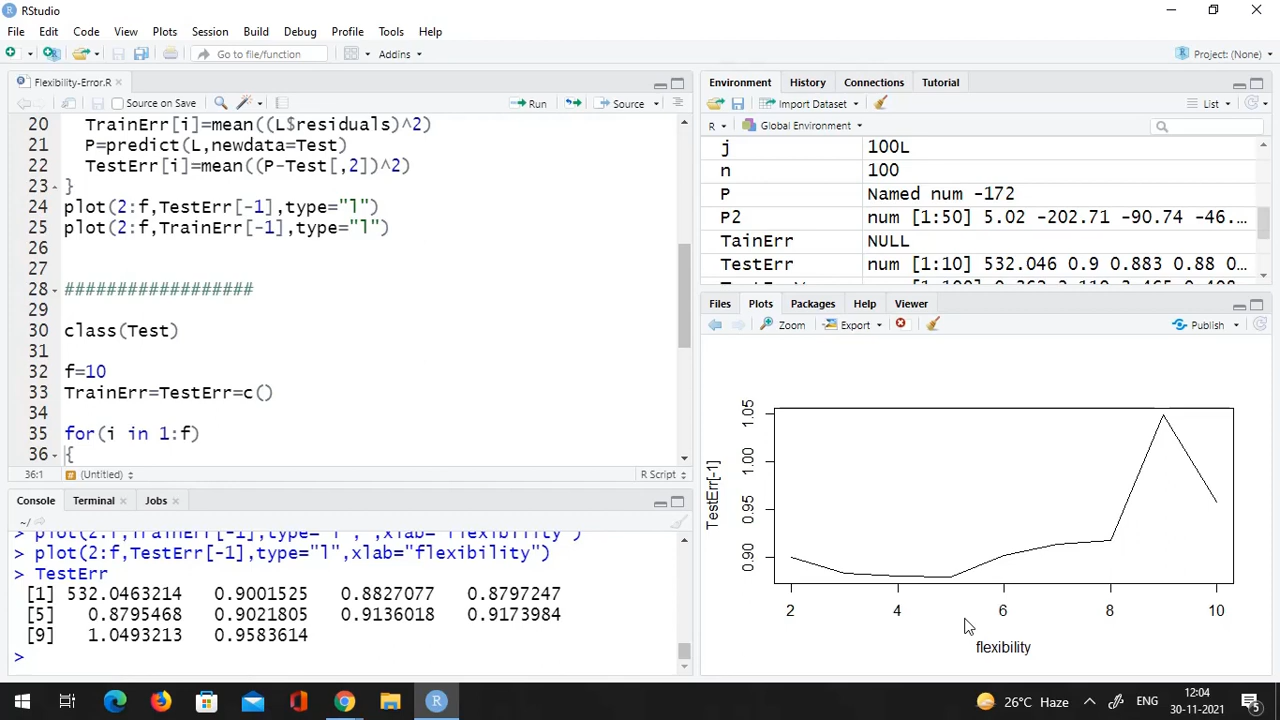 RStudio
File Edit Code View Plots Session Build Debug Profile Tools Help
Go to file/function Addins Project: (None)
Flexibility-Error.R
Source on Save Run Source
20 TrainErr[i]=mean((L$residuals)^2)
21 P=predict(L,newdata=Test)
22 TestErr[i]=mean((P-Test[,2])^2)
23 }
24 plot(2:f,TestErr[-1],type="l")
25 plot(2:f,TrainErr[-1],type="l")
26
27
28 ##################
29
30 class(Test)
31
32 f=10
33 TrainErr=TestErr=c()
34
35 for(i in 1:f)
36 {
36:1 (Untitled) R Script
Console Terminal Jobs
~/
> plot(2:f,TrainErr[-1],type="l", ,xlab="flexibility")
> plot(2:f,TestErr[-1],type="l",xlab="flexibility")
> TestErr
[1] 532.0463214 0.9001525 0.8827077 0.8797247
[5] 0.8795468 0.9021805 0.9136018 0.9173984
[9] 1.0493213 0.9583614
>
Environment History Connections Tutorial
Import Dataset List
R Global Environment
j 100L
n 100
P Named num -172
P2 num [1:50] 5.02 -202.71 -90.74 -46....
TainErr NULL
TestErr num [1:10] 532.046 0.9 0.883 0.88 0...
Files Plots Packages Help Viewer
Zoom Export Publish
TestErr[-1]
1.05
1.00
0.95
0.90
2 4 6 8 10
flexibility
26°C Haze ENG 12:04
30-11-2021 5